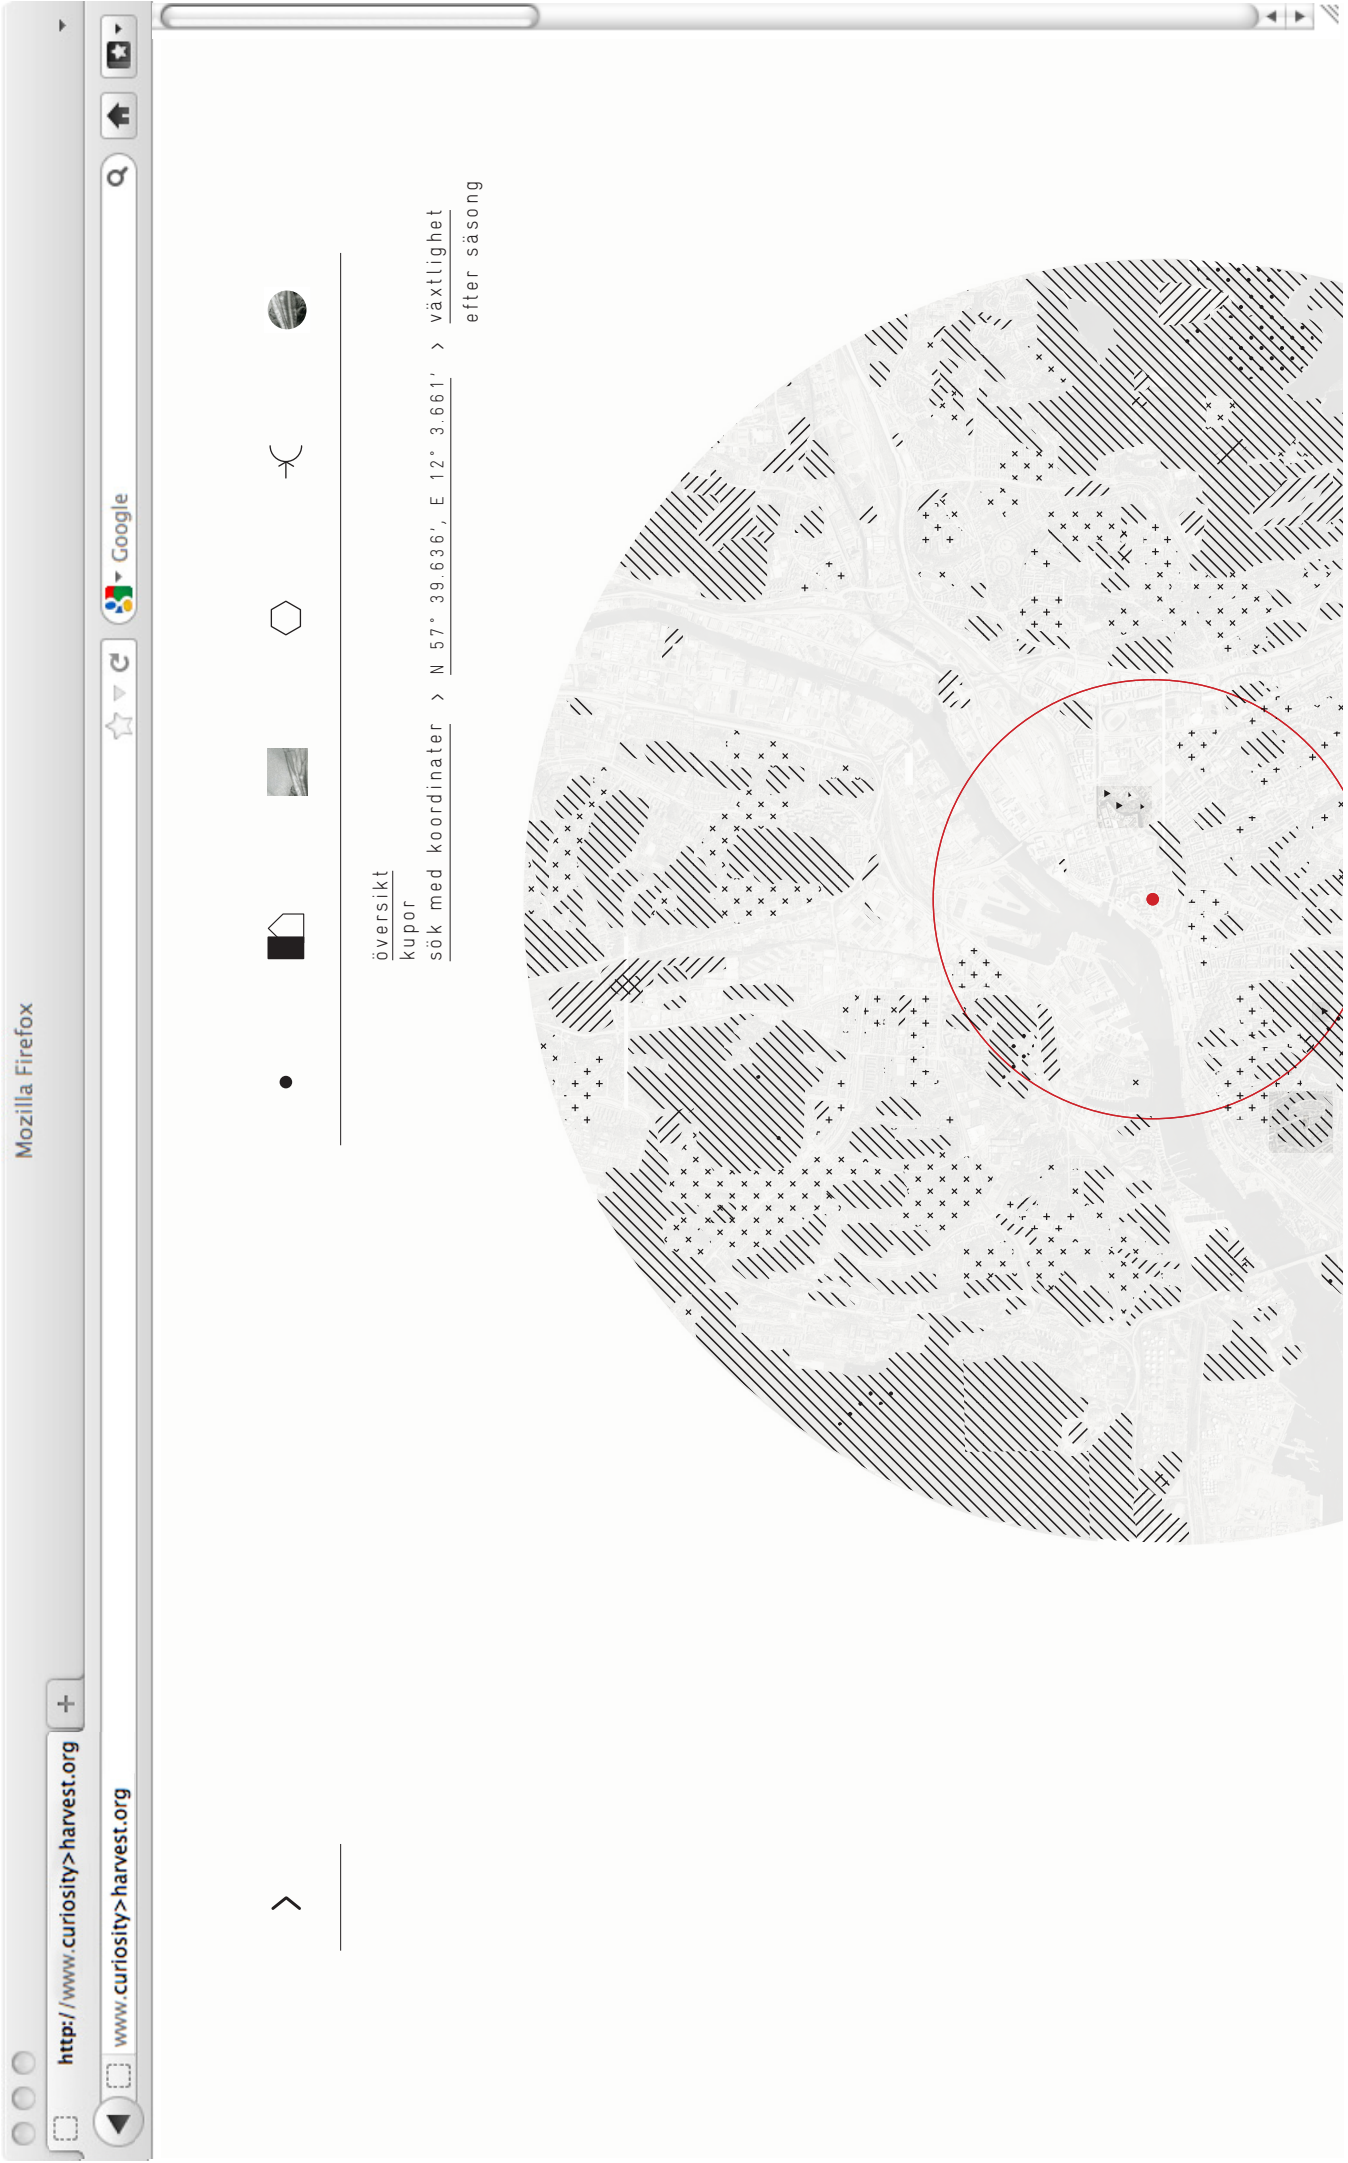 Mozilla Firefox
http://www.curiosity>harvest.org
www.curiosity>harvest.org
Google
översikt
kupor
sök med koordinater > N 57° 39.636', E 12° 3.661' > växtlighet
efter säsong